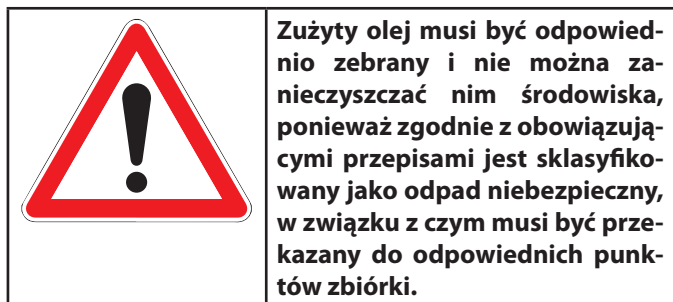 Zużyty olej musi być odpowied-
nio zebrany i nie można za-
nieczyszczać nim środowiska,
ponieważ zgodnie z obowiązują-
cymi przepisami jest sklasyfiko-
wany jako odpad niebezpieczny,
w związku z czym musi być prze-
kazany do odpowiednich punk-
tów zbiórki.